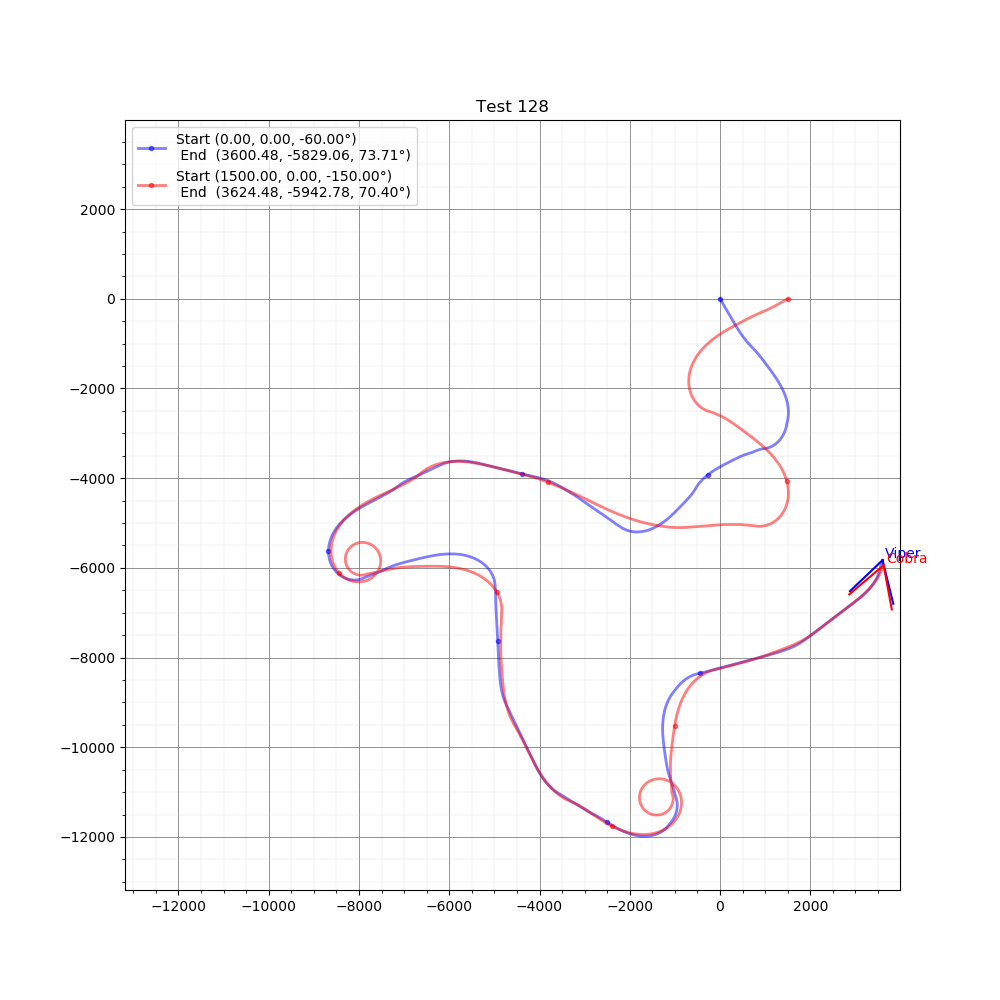 Test 128
Start (0.00, 0.00, -60.00°)
End  (3600.48, -5829.06, 73.71°)
Start (1500.00, 0.00, -150.00°)
End  (3624.48, -5942.78, 70.40°)
2000
0
−2000
−4000
−6000
−8000
−10000
−12000
Viper
Cobra
−12000
−10000
−8000
−6000
−4000
−2000
0
2000